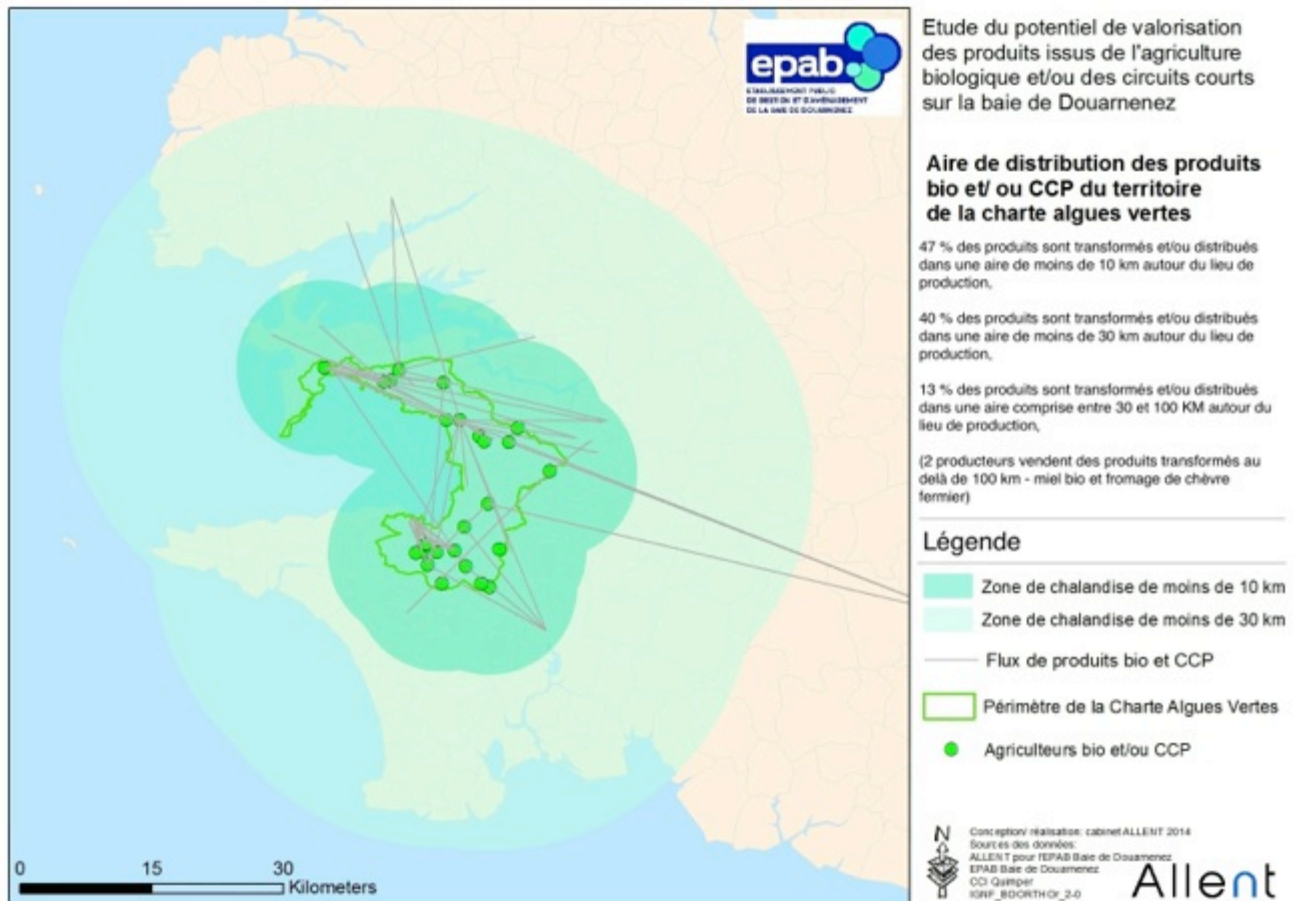 epab
ETABLISSEMENT PUBLIC
DE GESTION ET D'AMÉNAGEMENT
DE LA BAIE DE DOUARNENEZ
Etude du potentiel de valorisation
des produits issus de l'agriculture
biologique et/ou des circuits courts
sur la baie de Douarnenez
Aire de distribution des produits
bio et/ ou CCP du territoire
de la charte algues vertes
47 % des produits sont transformés et/ou distribués
dans une aire de moins de 10 km autour du lieu de
production,
40 % des produits sont transformés et/ou distribués
dans une aire de moins de 30 km autour du lieu de
production,
13 % des produits sont transformés et/ou distribués
dans une aire comprise entre 30 et 100 KM autour du
lieu de production,
(2 producteurs vendent des produits transformés au
delà de 100 km - miel bio et fromage de chèvre
fermier)
Légende
Zone de chalandise de moins de 10 km
Zone de chalandise de moins de 30 km
Flux de produits bio et CCP
Périmètre de la Charte Algues Vertes
Agriculteurs bio et/ou CCP
N
Conception/ réalisation: cabinet ALLENT 2014
Sources des données:
ALLENT pour l'EPAB Baie de Douarnenez
EPAB Baie de Douarnenez
CCI Quimper
IGNF_BDORTHOr_2-0
Allent
0 15 30
Kilometers